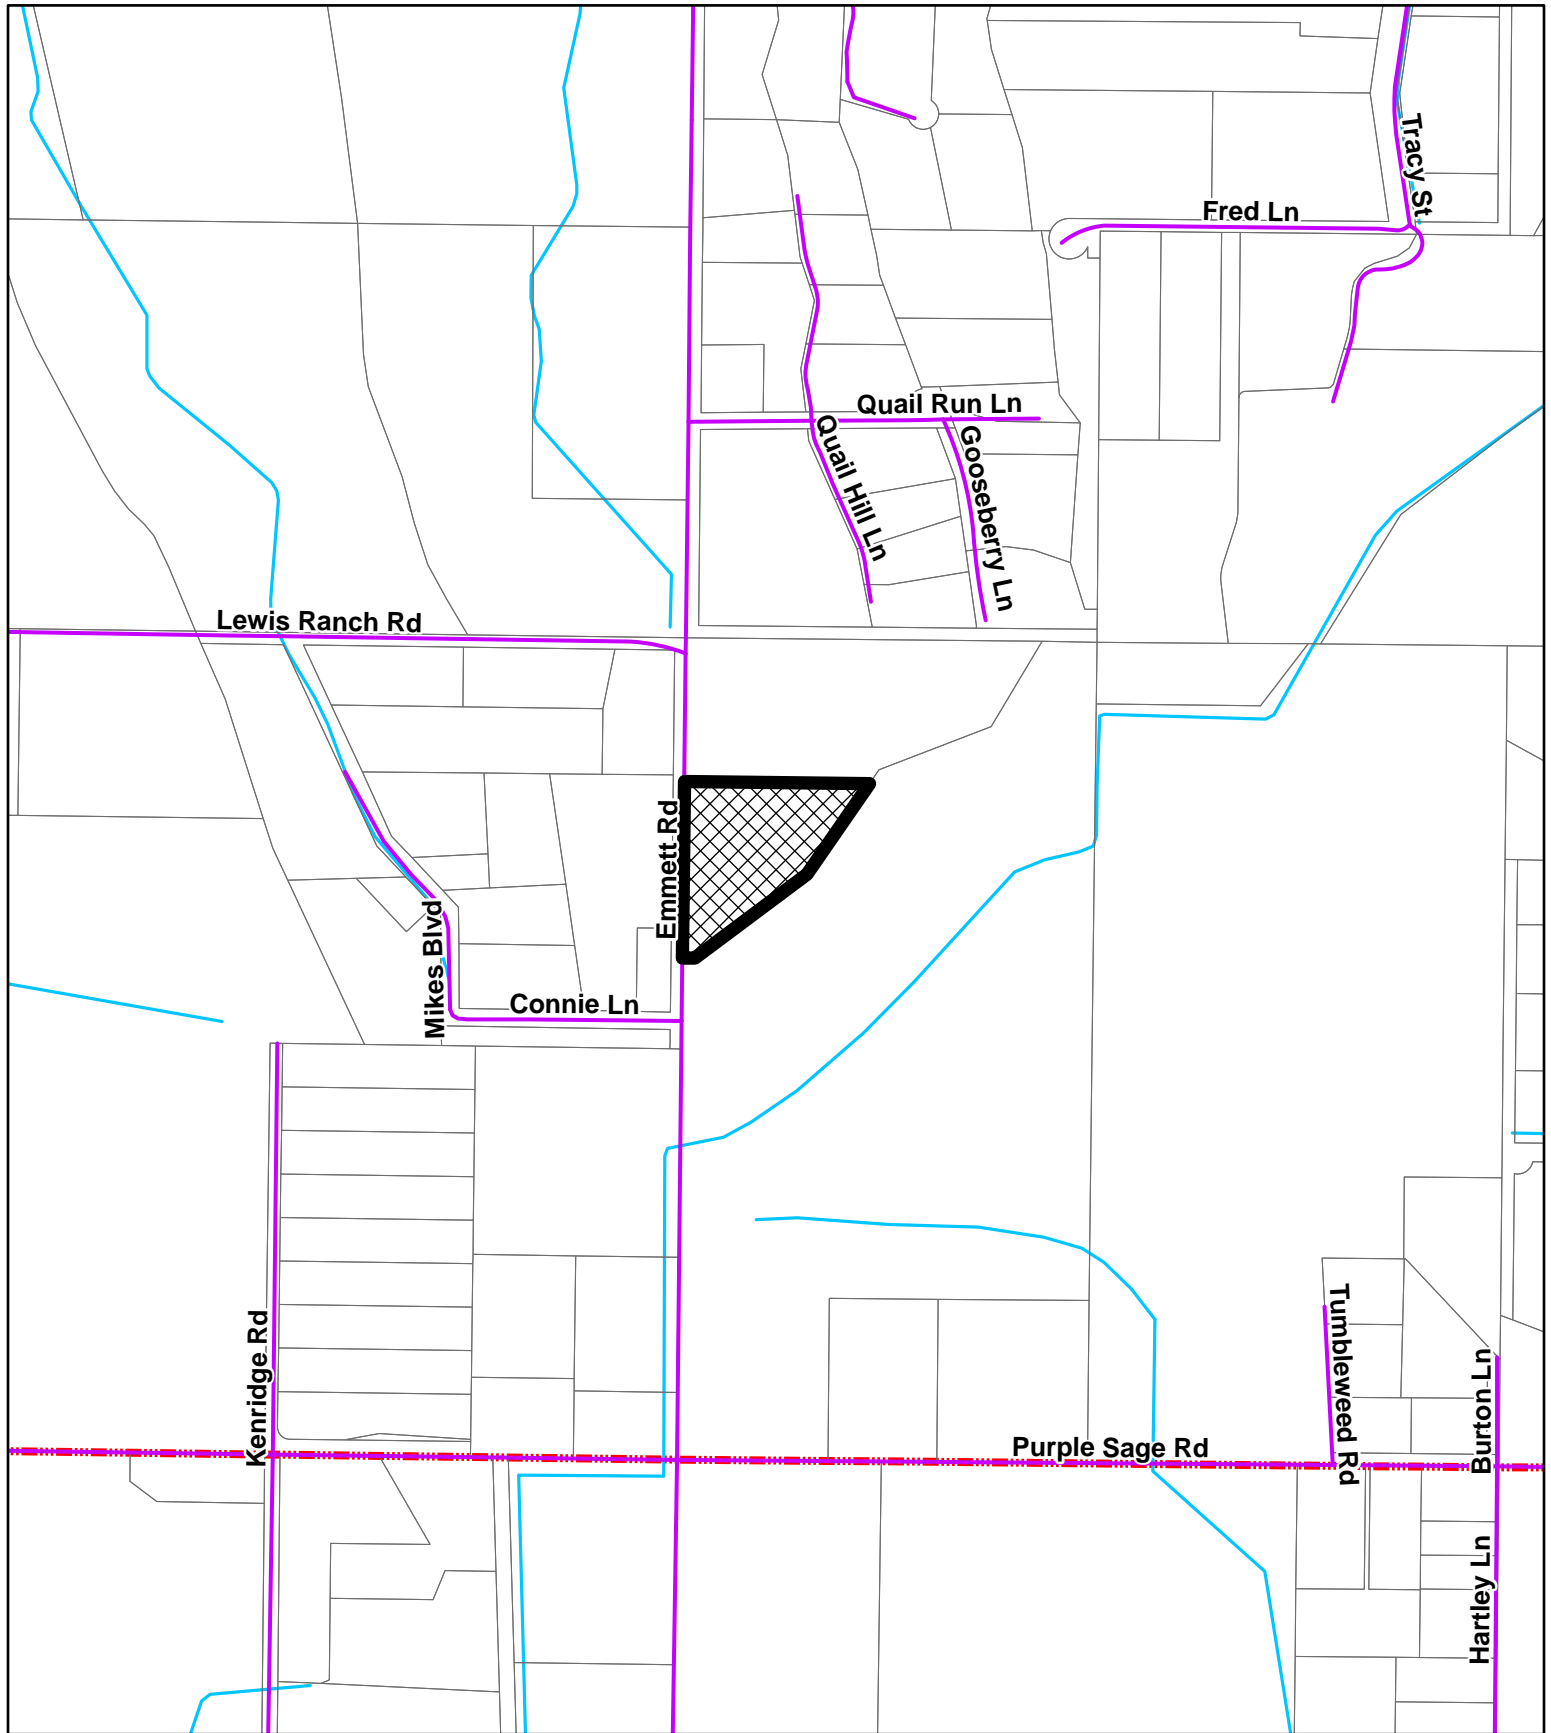 Tracy St
Fred Ln
Quail Run Ln
Quail Hill Ln
Gooseberry Ln
Lewis Ranch Rd
Emmett Rd
Mikes Blvd
Connie Ln
Kenridge Rd
Tumbleweed Rd
Burton Ln
Purple Sage Rd
Hartley Ln